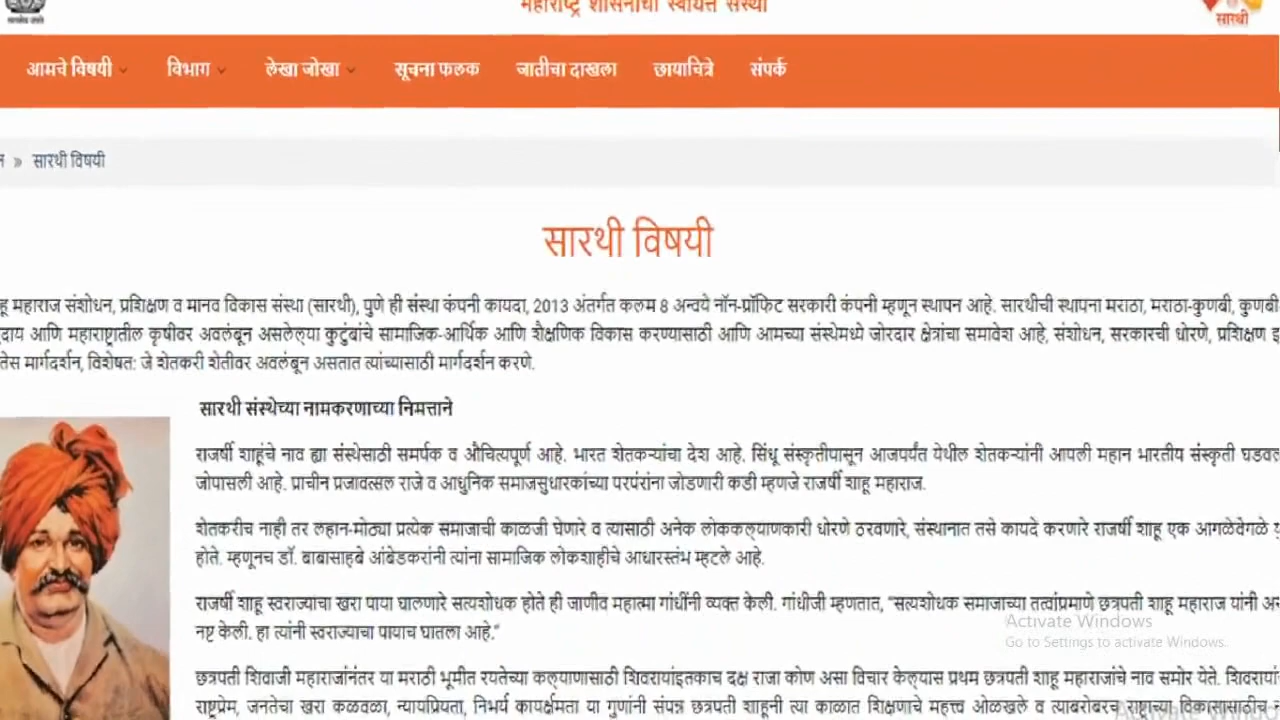 महाराष्ट्र शासनाची स्वायत्त संस्था
सारथी
आमचे विषयी विभाग लेखा जोखा सूचना फलक जातीचा दाखला छायाचित्रे संपर्क
» सारथी विषयी
सारथी विषयी
महाराज संशोधन, प्रशिक्षण व मानव विकास संस्था (सारथी), पुणे ही संस्था कंपनी कायदा, 2013 अंतर्गत कलम 8 अन्वये नॉन-प्रॉफिट सरकारी कंपनी म्हणून स्थापन आहे. सारथीची स्थापना मराठा, मराठा-कुणबी, कुणबी
आणि महाराष्ट्रातील कृषीवर अवलंबून असलेल्या कुटुंबांचे सामाजिक-आर्थिक आणि शैक्षणिक विकास करण्यासाठी आणि आमच्या संस्थेमध्ये जोरदार क्षेत्रांचा समावेश आहे, संशोधन, सरकारची धोरणे, प्रशिक्षण
मार्गदर्शन, विशेषत: जे शेतकरी शेतीवर अवलंबून असतात त्यांच्यासाठी मार्गदर्शन करणे.
सारथी संस्थेच्या नामकरणाच्या निमत्ताने
राजर्षी शाहूंचे नाव ह्या संस्थेसाठी समर्पक व औचित्यपूर्ण आहे. भारत शेतकऱ्यांचा देश आहे. सिंधू संस्कृतीपासून आजपर्यंत येथील शेतकऱ्यांनी आपली महान भारतीय संस्कृती
जोपासली आहे. प्राचीन प्रजावत्सल राजे व आधुनिक समाजसुधारकांच्या परपंरांना जोडणारी कडी म्हणजे राजर्षी शाहू महाराज.
शेतकरीच नाही तर लहान-मोठ्या प्रत्येक समाजाची काळजी घेणारे व त्यासाठी अनेक लोककल्याणकारी धोरणे ठरवणारे, संस्थानात तसे कायदे करणारे राजर्षी शाहू एक आगळेवेगळे
होते. म्हणूनच डॉ. बाबासाहबे आंबेडकरांनी त्यांना सामाजिक लोकशाहीचे आधारस्तंभ म्हटले आहे.
राजर्षी शाहू स्वराज्याचा खरा पाया घालणारे सत्यशोधक होते ही जाणीव महात्मा गांधींनी व्यक्त केली. गांधीजी म्हणतात, "सत्यशोधक समाजाच्या तत्वांप्रमाणे छत्रपती शाहू महाराज यांनी
नष्ट केली. हा त्यांनी स्वराज्याचा पायाच घातला आहे."
Activate Windows
Go to Settings to activate Windows.
छत्रपती शिवाजी महाराजांनंतर या मराठी भूमीत रयतेच्या कल्याणासाठी शिवरायांइतकाच दक्ष राजा कोण असा विचार केल्यास प्रथम छत्रपती शाहू महाराजांचे नाव समोर येते.
राष्ट्रप्रेम, जनतेचा खरा कळवळा, न्यायप्रियता, निर्भय कार्यक्षमता या गुणांनी संपन्न छत्रपती शाहूनी त्या काळात शिक्षणाचे महत्त्व ओळखले व त्याबरोबरच राष्ट्राच्या विकासासाठीच